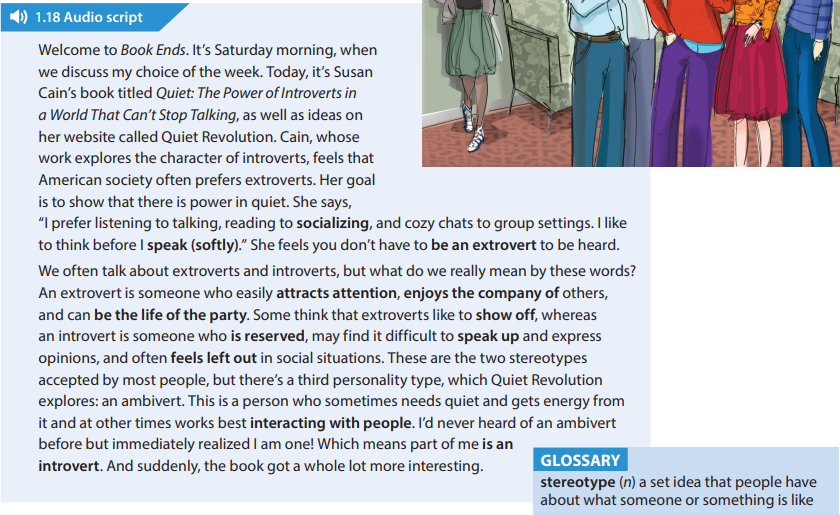 1.18 Audio script
Welcome to Book Ends. It's Saturday morning, when
we discuss my choice of the week. Today, it's Susan
Cain's book titled Quiet: The Power of Introverts in
a World That Can't Stop Talking, as well as ideas on
her website called Quiet Revolution. Cain, whose
work explores the character of introverts, feels that
American society often prefers extroverts. Her goal
is to show that there is power in quiet. She says,
"I prefer listening to talking, reading to socializing, and cozy chats to group settings. I like
to think before I speak (softly)." She feels you don't have to be an extrovert to be heard.
We often talk about extroverts and introverts, but what do we really mean by these words?
An extrovert is someone who easily attracts attention, enjoys the company of others,
and can be the life of the party. Some think that extroverts like to show off, whereas
an introvert is someone who is reserved, may find it difficult to speak up and express
opinions, and often feels left out in social situations. These are the two stereotypes
accepted by most people, but there's a third personality type, which Quiet Revolution
explores: an ambivert. This is a person who sometimes needs quiet and gets energy from
it and at other times works best interacting with people. I'd never heard of an ambivert
before but immediately realized I am one! Which means part of me is an
introvert. And suddenly, the book got a whole lot more interesting.
GLOSSARY
stereotype (n) a set idea that people have
about what someone or something is like